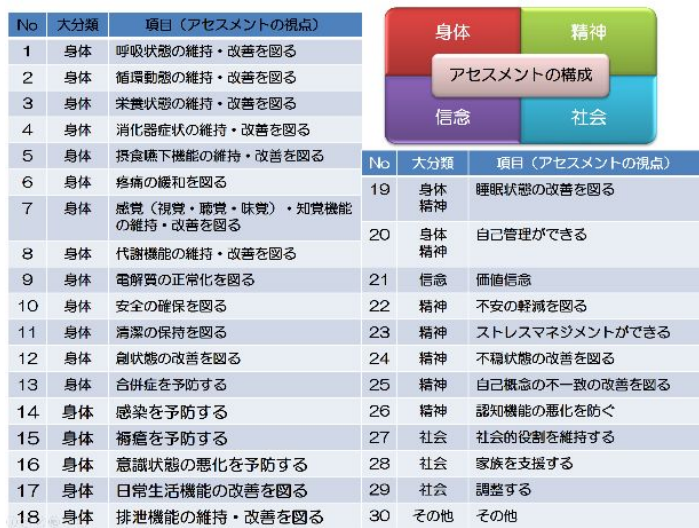 No 大分類 項目（アセスメントの視点）
1 身体 呼吸状態の維持・改善を図る
2 身体 循環動態の維持・改善を図る
3 身体 栄養状態の維持・改善を図る
4 身体 消化器症状の維持・改善を図る
5 身体 摂食嚥下機能の維持・改善を図る
6 身体 疼痛の緩和を図る
7 身体 感覚（視覚・聴覚・味覚）・知覚機能
の維持・改善を図る
8 身体 代謝機能の維持・改善を図る
9 身体 電解質の正常化を図る
10 身体 安全の確保を図る
11 身体 清潔の保持を図る
12 身体 創状態の改善を図る
13 身体 合併症を予防する
14 身体 感染を予防する
15 身体 褥瘡を予防する
16 身体 意識状態の悪化を予防する
17 身体 日常生活機能の改善を図る
18 身体 排泄機能の維持・改善を図る
身体 精神
アセスメントの構成
信念 社会
No 大分類 項目（アセスメントの視点）
19 身体 睡眠状態の改善を図る
精神
20 身体 自己管理ができる
精神
21 信念 価値信念
22 精神 不安の軽減を図る
23 精神 ストレスマネジメントができる
24 精神 不穏状態の改善を図る
25 精神 自己概念の不一致の改善を図る
26 精神 認知機能の悪化を防ぐ
27 社会 社会的役割を維持する
28 社会 家族を支援する
29 社会 調整する
30 その他 その他